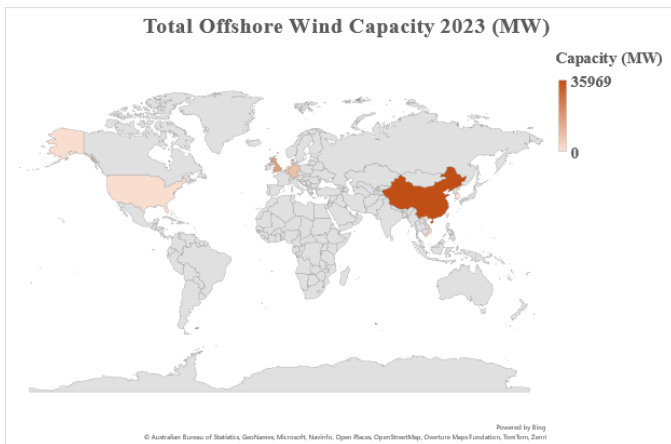 Total Offshore Wind Capacity 2023 (MW)
Capacity (MW)
35969
0
Powered by Bing
© Australian Bureau of Statistics, GeoNames, Microsoft, Navinfo, Open Places, OpenStreetMap, Overture Maps Fundation, TomTom, Zenrin